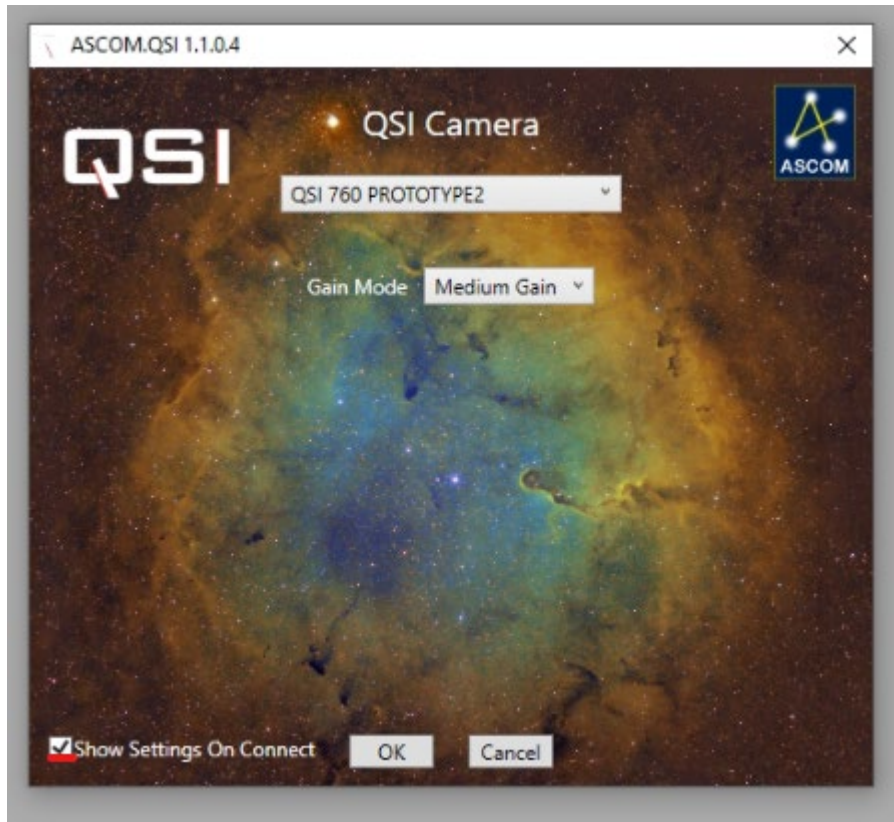 ASCOM.QSI 1.1.0.4
QSI
QSI Camera
ASCOM
QSI 760 PROTOTYPE2
Gain Mode Medium Gain
Show Settings On Connect OK Cancel